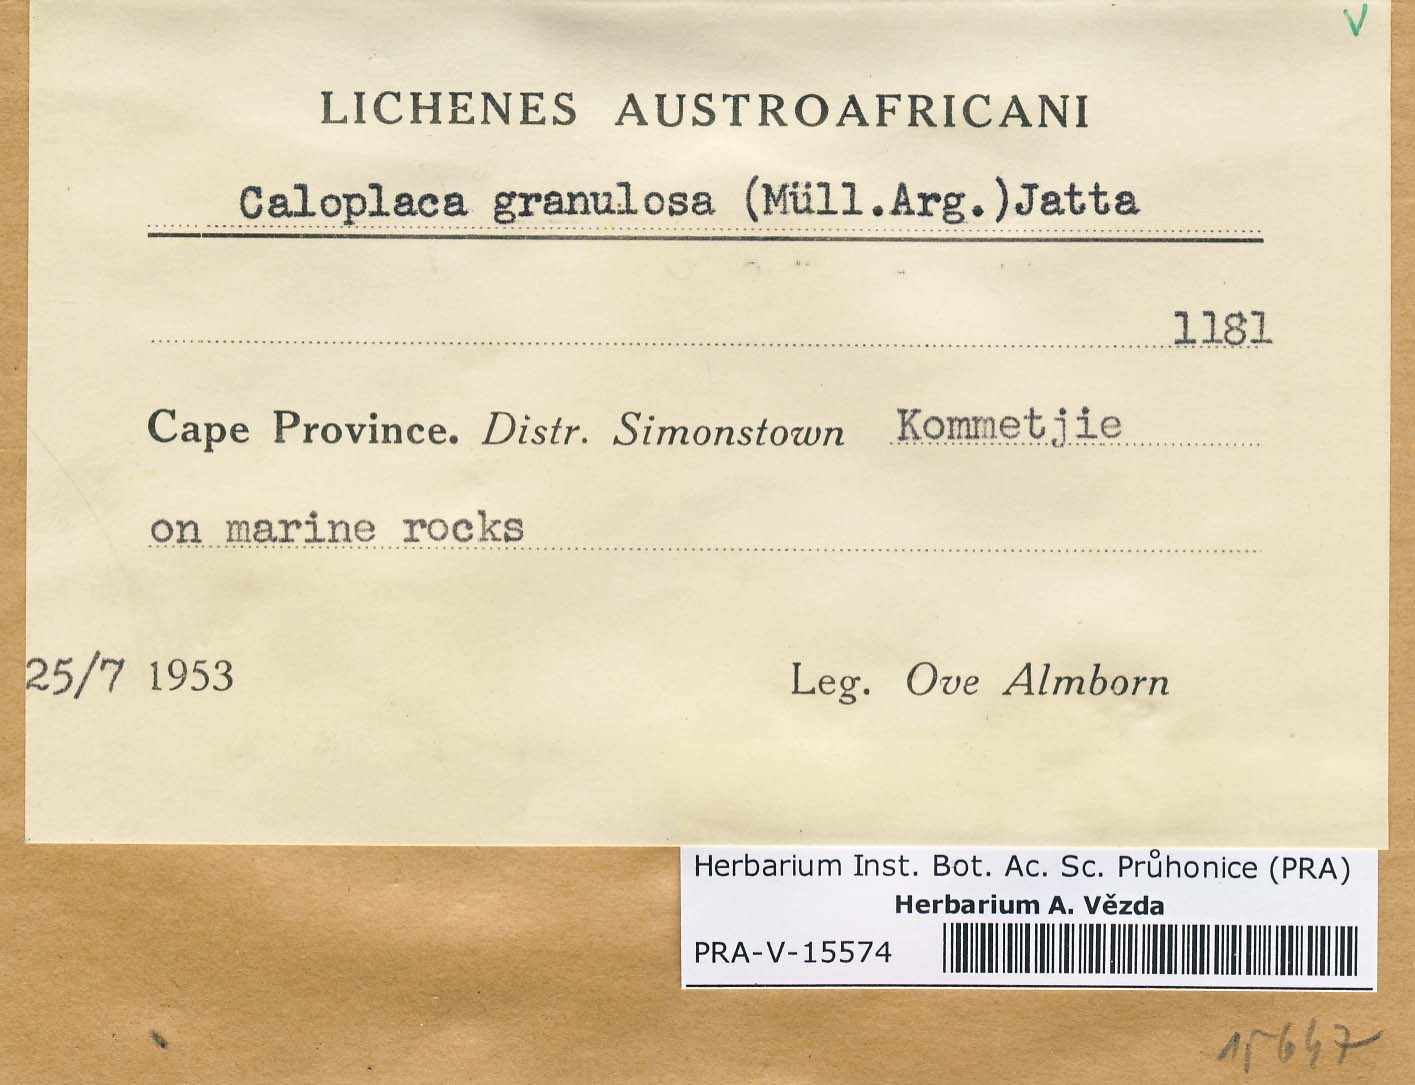 V
LICHENES AUSTROAFRICANI
Caloplaca granulosa (Müll.Arg.)Jatta
1181
Cape Province. Distr. Simonstown Kommetjie
on marine rocks
25/7 1953 Leg. Ove Almborn
Herbarium Inst. Bot. Ac. Sc. Průhonice (PRA)
Herbarium A. Vězda
PRA-V-15574
15647